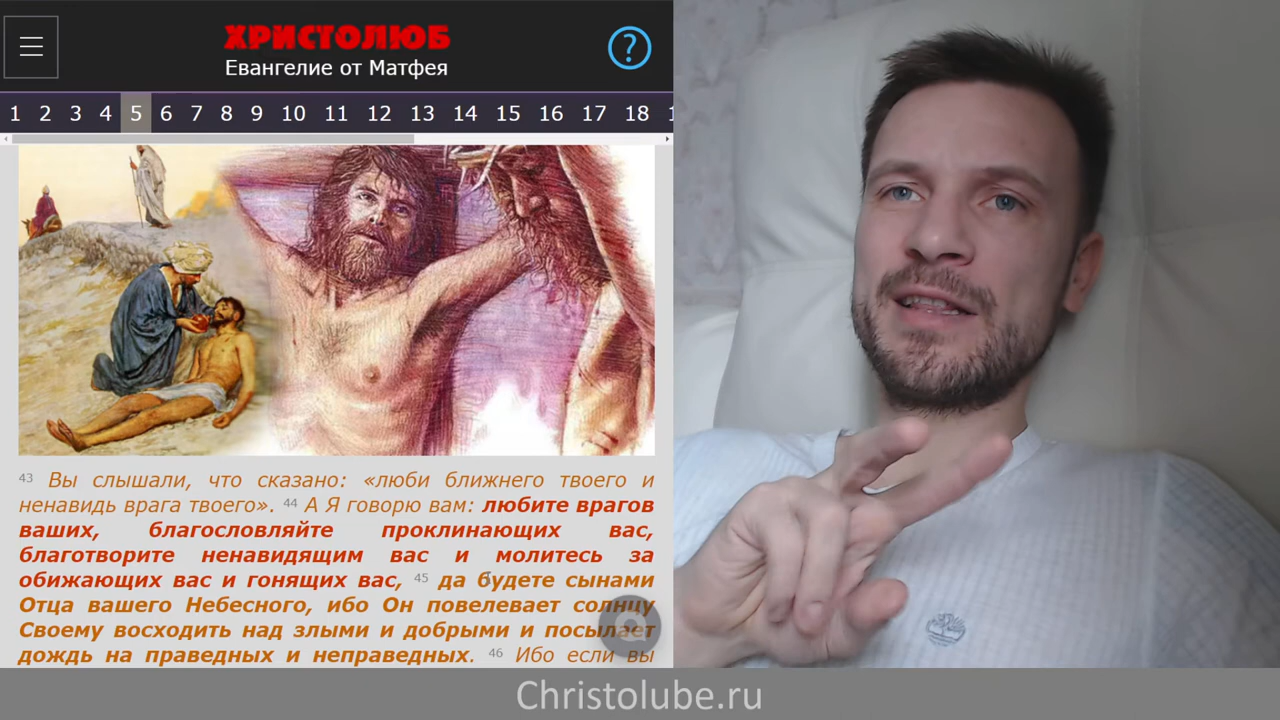 ХРИСТОЛЮБ
?
Евангелие от Матфея
1 2 3 4 5 6 7 8 9 10 11 12 13 14 15 16 17 18 1
43 Вы слышали, что сказано: «люби ближнего твоего и
ненавидь врага твоего». 44 А Я говорю вам: любите врагов
ваших, благословляйте проклинающих вас,
благотворите ненавидящим вас и молитесь за
обижающих вас и гонящих вас, 45 да будете сынами
Отца вашего Небесного, ибо Он повелевает солнцу
Своему восходить над злыми и добрыми и посылает
дождь на праведных и неправедных. 46 Ибо если вы
Christolube.ru